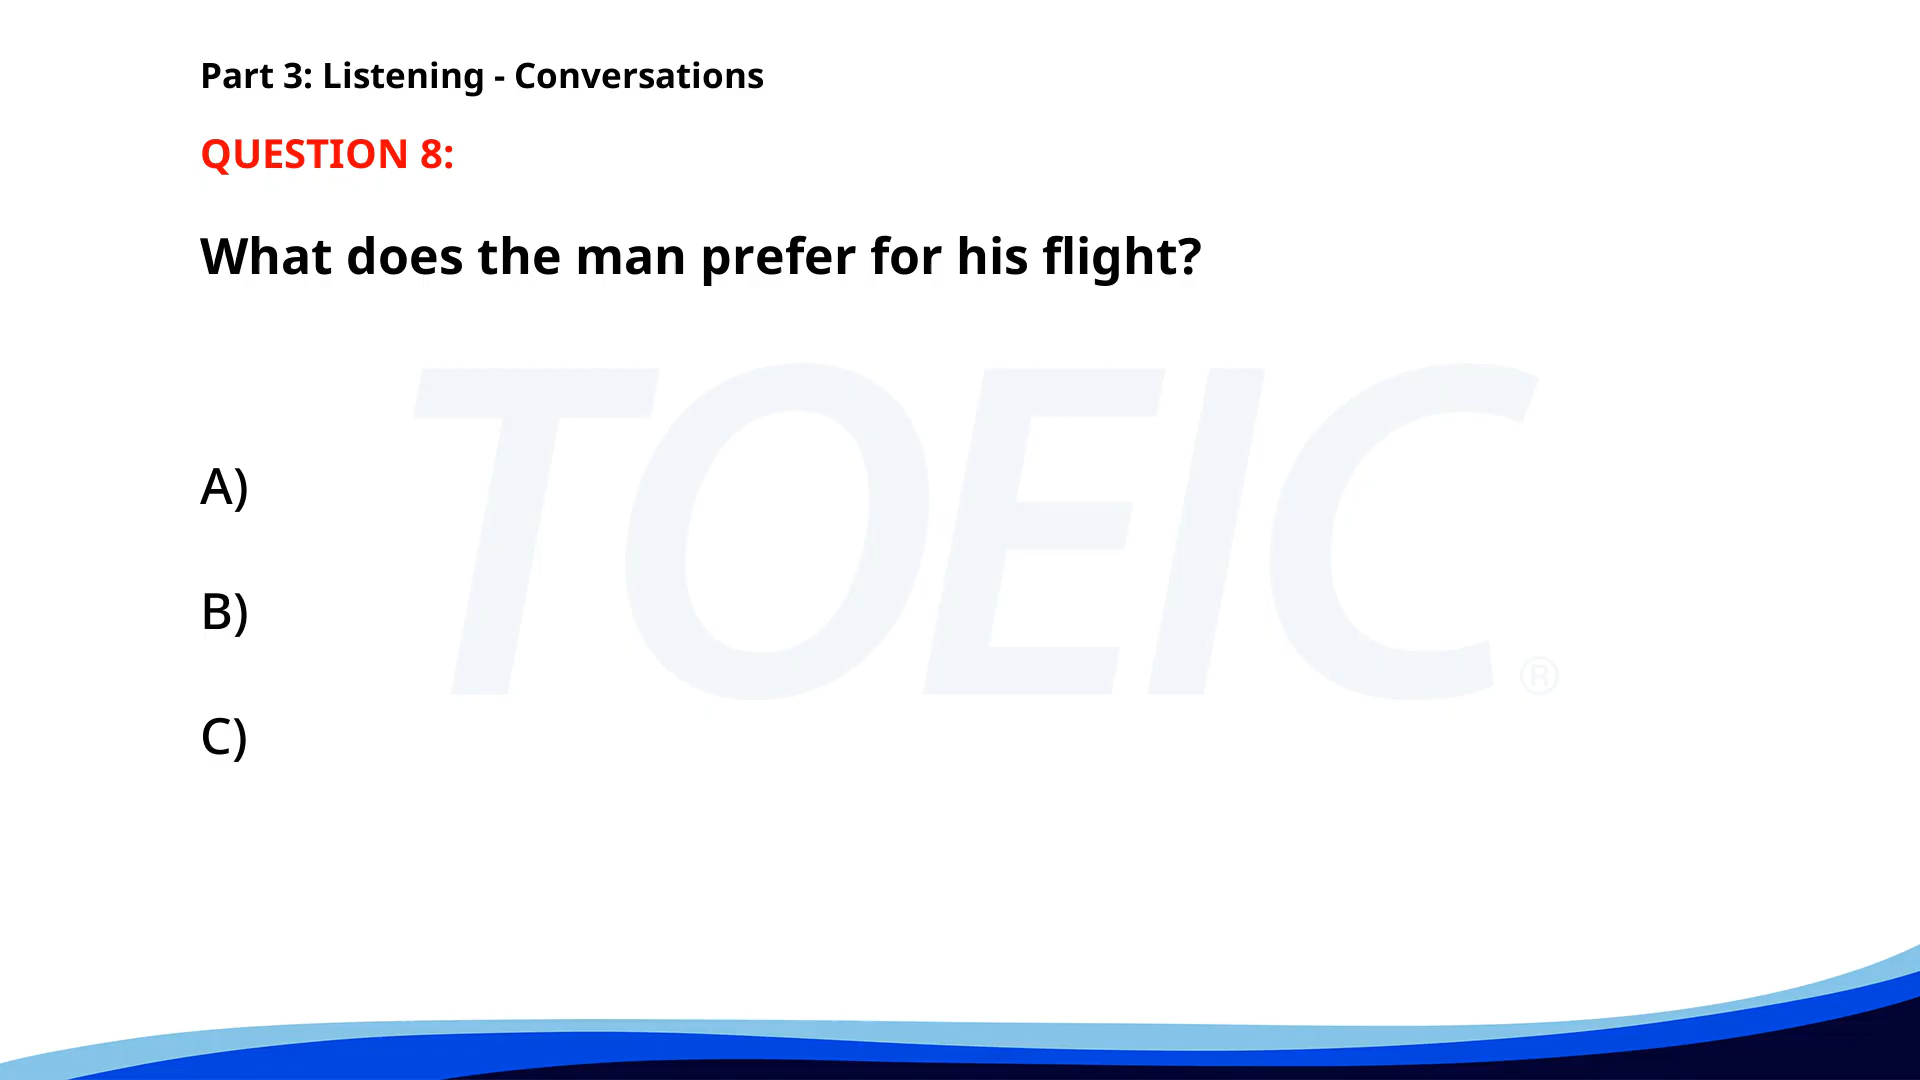 Part 3: Listening - Conversations
QUESTION 8:
What does the man prefer for his flight?
TOEIC®
A)
B)
C)